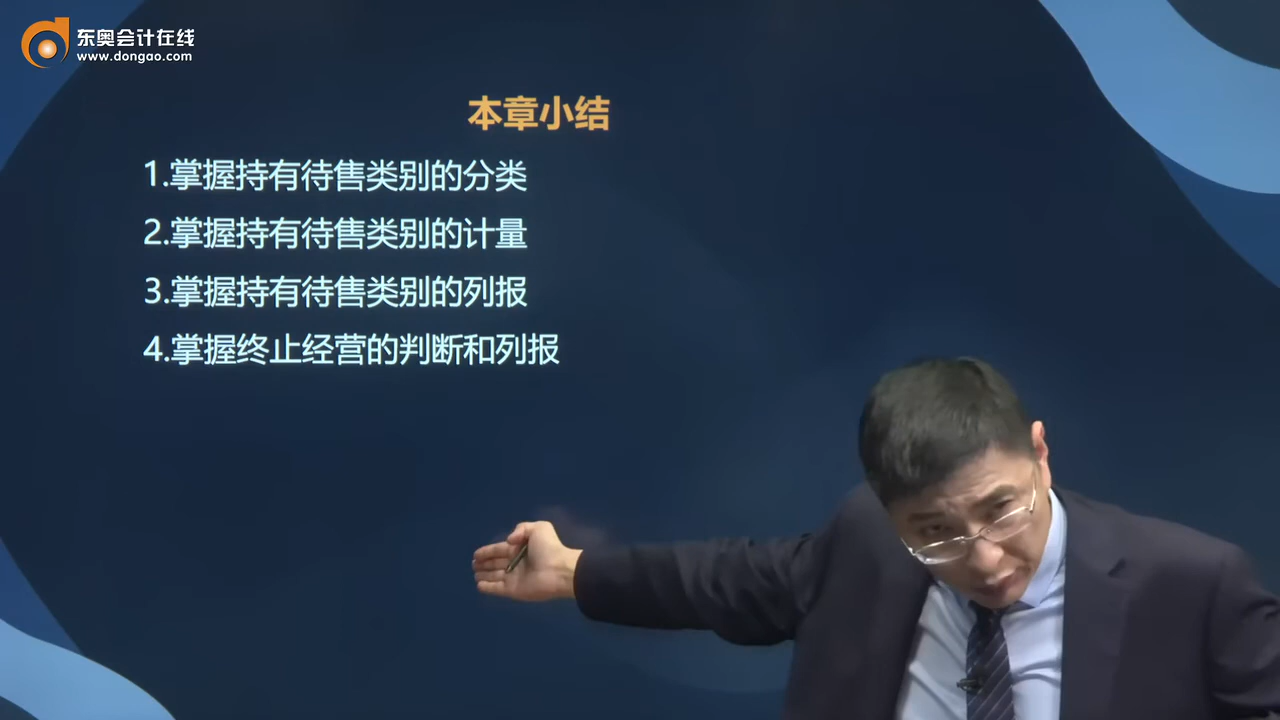 东奥会计在线
www.dongao.com
本章小结
1.掌握持有待售类别的分类
2.掌握持有待售类别的计量
3.掌握持有待售类别的列报
4.掌握终止经营的判断和列报